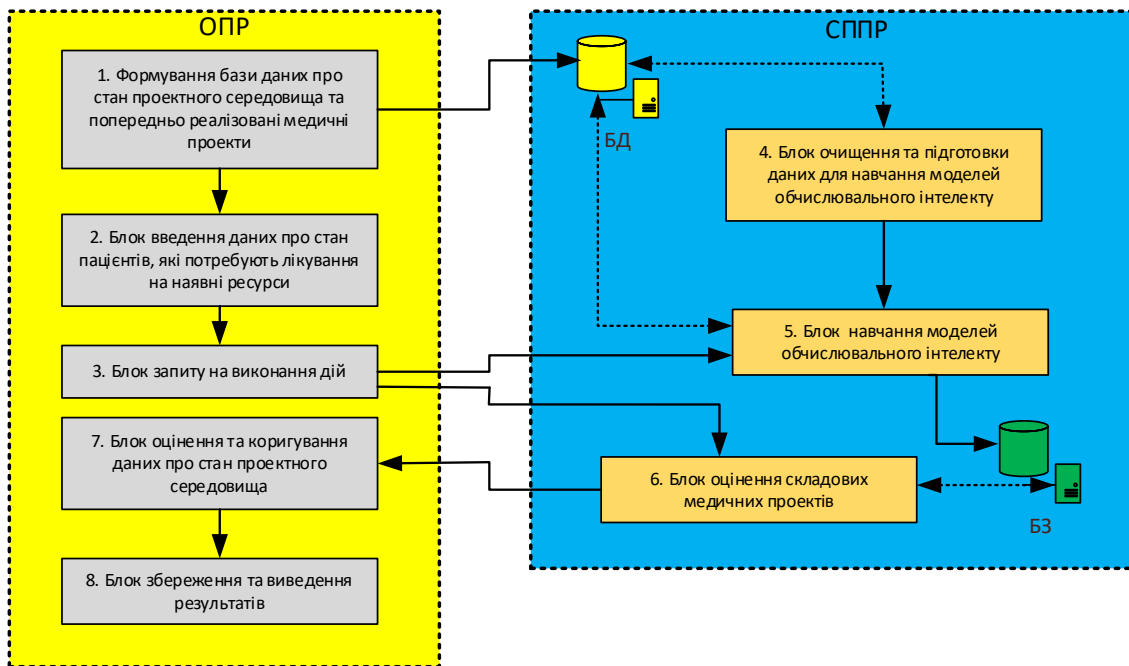 ОПР
1. Формування бази даних про
стан проектного середовища та
попередньо реалізовані медичні
проекти
2. Блок введення даних про стан
пацієнтів, які потребують лікування
на наявні ресурси
3. Блок запиту на виконання дій
7. Блок оцінення та коригування
даних про стан проектного
середовища
8. Блок збереження та виведення
результатів
СППР
БД
4. Блок очищення та підготовки
даних для навчання моделей
обчислювального інтелекту
5. Блок навчання моделей
обчислювального інтелекту
6. Блок оцінення складових
медичних проектів
БЗ